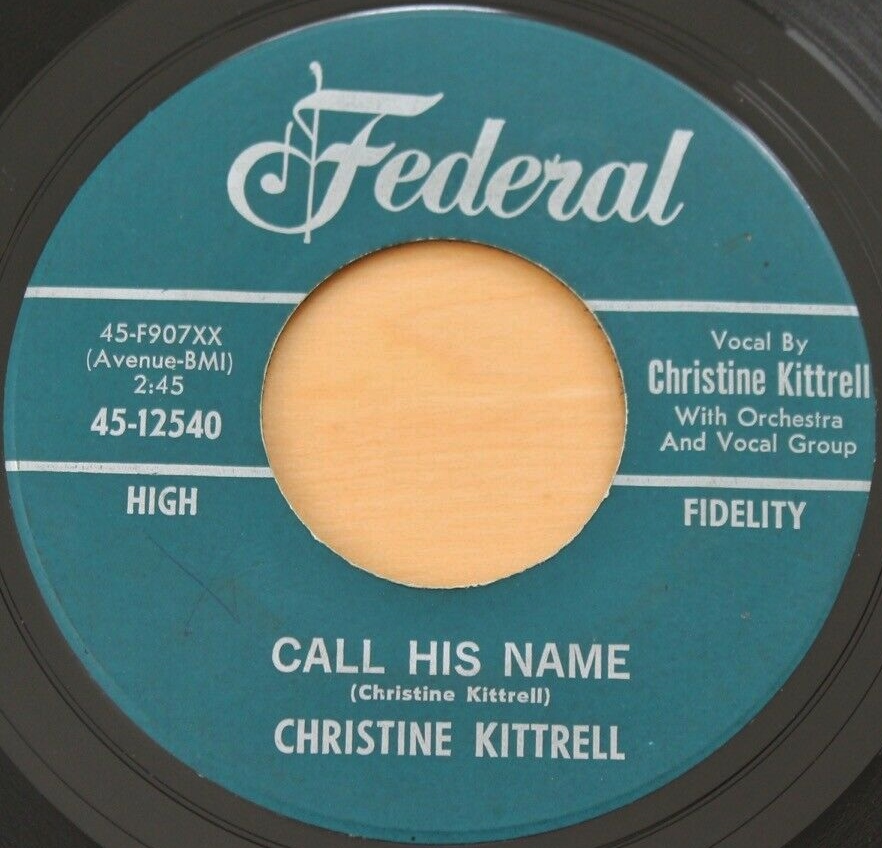 Federal
45-F907XX
(Avenue-BMI)
2:45
45-12540
HIGH
Vocal By
Christine Kittrell
With Orchestra
And Vocal Group
FIDELITY
CALL HIS NAME
(Christine Kittrell)
CHRISTINE KITTRELL